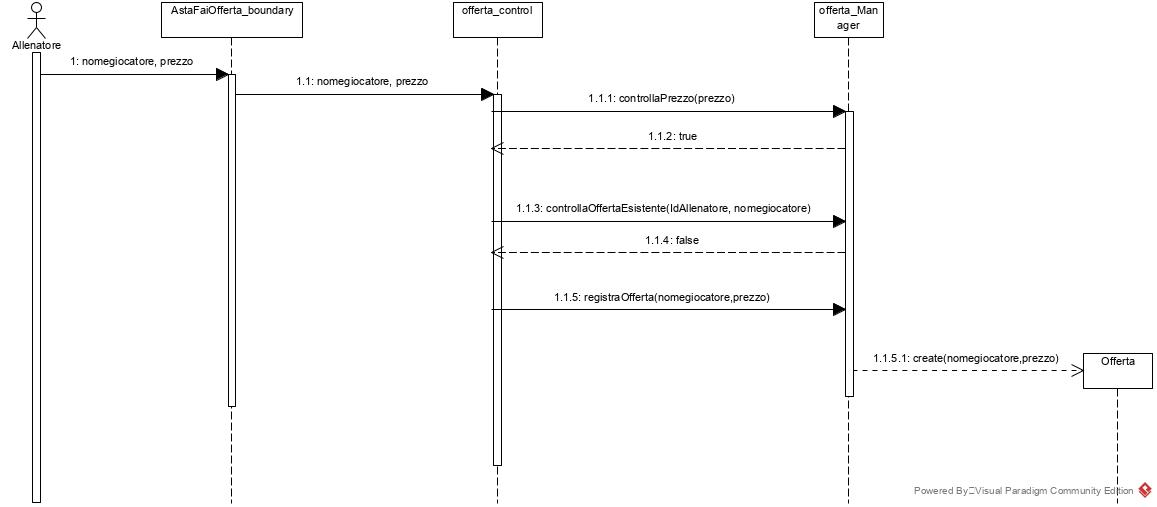 Allenatore
AstaFaiOfferta_boundary
offerta_control
offerta_Man
ager
1: nomegiocatore, prezzo
1.1: nomegiocatore, prezzo
1.1.1: controllaPrezzo(prezzo)
1.1.2: true
1.1.3: controllaOffertaEsistente(IdAllenatore, nomegiocatore)
1.1.4: false
1.1.5: registraOfferta(nomegiocatore,prezzo)
1.1.5.1: create(nomegiocatore,prezzo)
Offerta
Powered By Visual Paradigm Community Edition